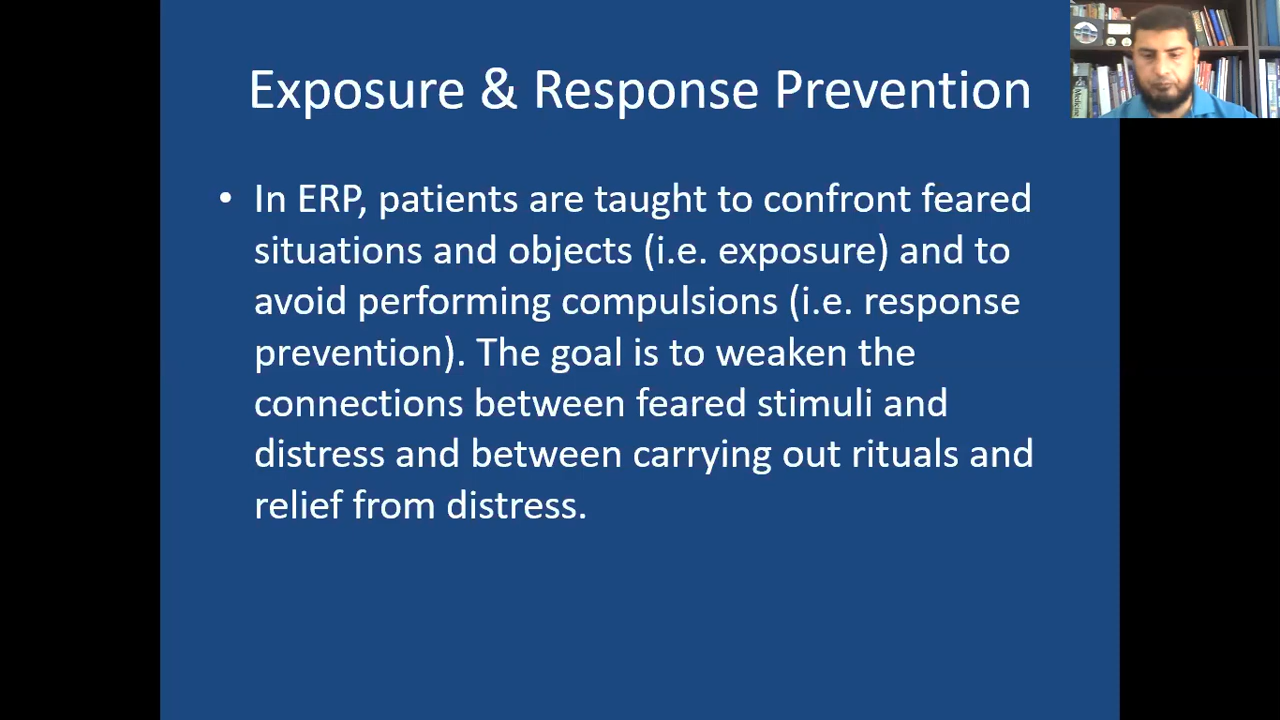 Exposure & Response Prevention
• In ERP, patients are taught to confront feared
situations and objects (i.e. exposure) and to
avoid performing compulsions (i.e. response
prevention). The goal is to weaken the
connections between feared stimuli and
distress and between carrying out rituals and
relief from distress.
Medicine